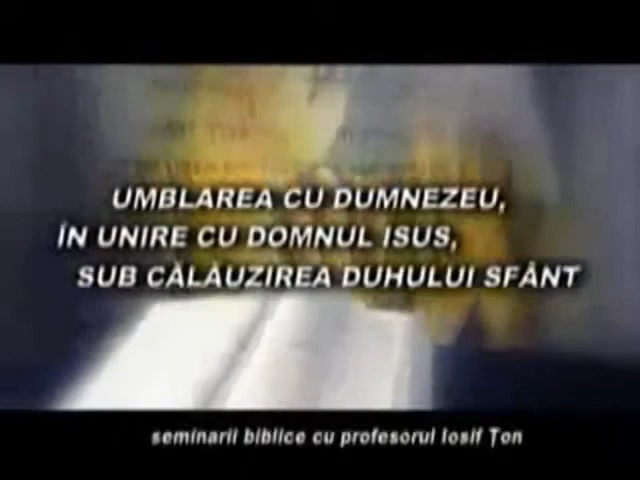 UMBLAREA CU DUMNEZEU,
ÎN UNIRE CU DOMNUL ISUS,
SUB CĂLĂUZIREA DUHULUI SFÂNT
seminarii biblice cu profesorul Iosif Țon